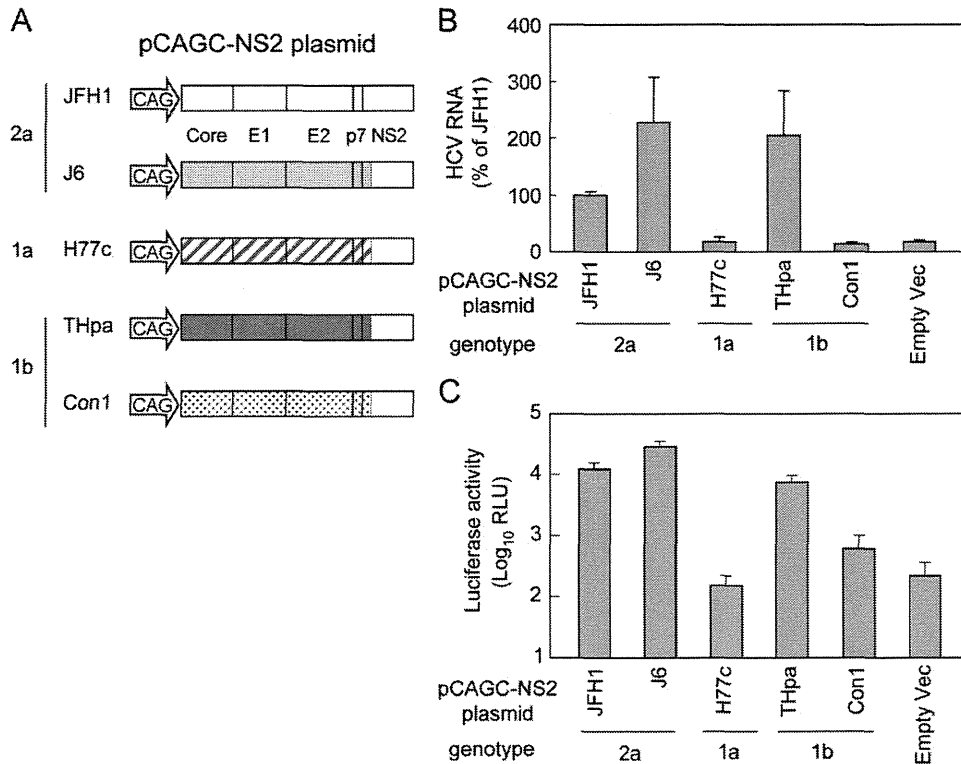 A
pCAGC-NS2 plasmid
2a
JFH1
CAG
Core E1 E2 p7 NS2
J6
CAG
1a
H77c
CAG
1b
THpa
CAG
Con1
CAG
B
HCV RNA
(% of JFH1)
400
300
200
100
0
pCAGC-NS2
plasmid
JFH1
J6
H77c
THpa
Con1
Empty Vec
genotype
2a
1a
1b
C
Luciferase activity
(Log10 RLU)
5
4
3
2
1
pCAGC-NS2
plasmid
JFH1
J6
H77c
THpa
Con1
Empty Vec
genotype
2a
1a
1b